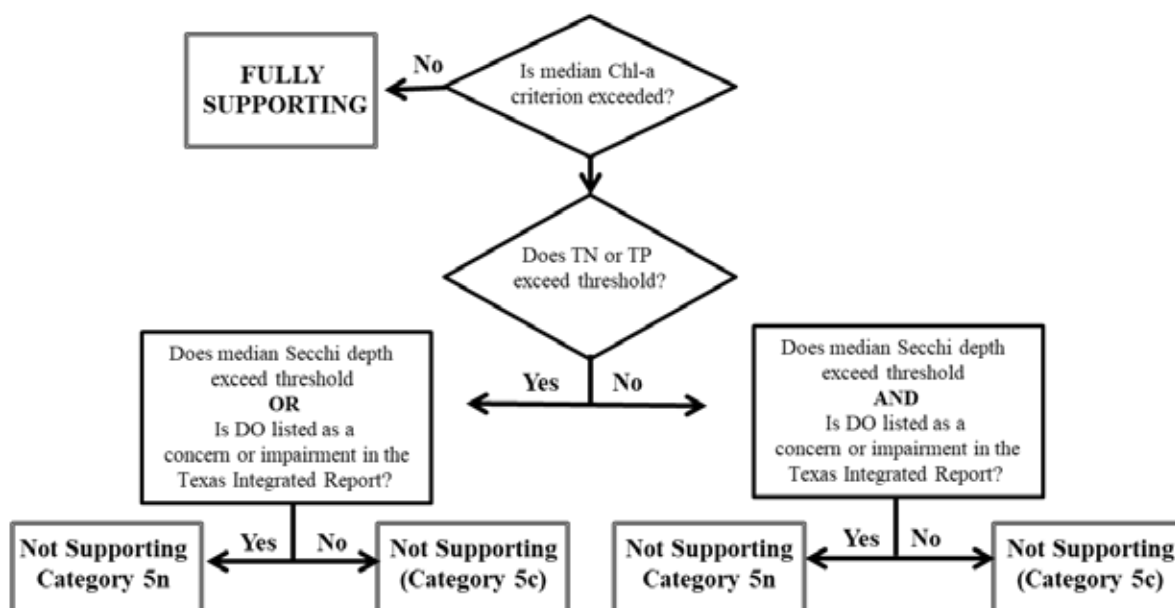 FULLY
SUPPORTING
No
Is median Chl-a
criterion exceeded?
Does TN or TP
exceed threshold?
Yes
No
Does median Secchi depth
exceed threshold
OR
Is DO listed as a
concern or impairment in the
Texas Integrated Report?
Does median Secchi depth
exceed threshold
AND
Is DO listed as a
concern or impairment in the
Texas Integrated Report?
Yes
No
Not Supporting
Category 5n
Not Supporting
(Category 5c)
Yes
No
Not Supporting
Category 5n
Not Supporting
(Category 5c)